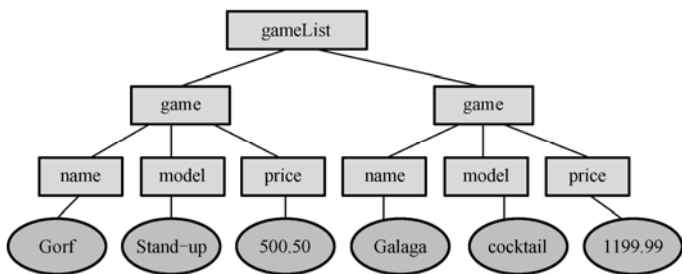 gameList
game game
name model price name model price
Gorf Stand-up 500.50 Galaga cocktail 1199.99